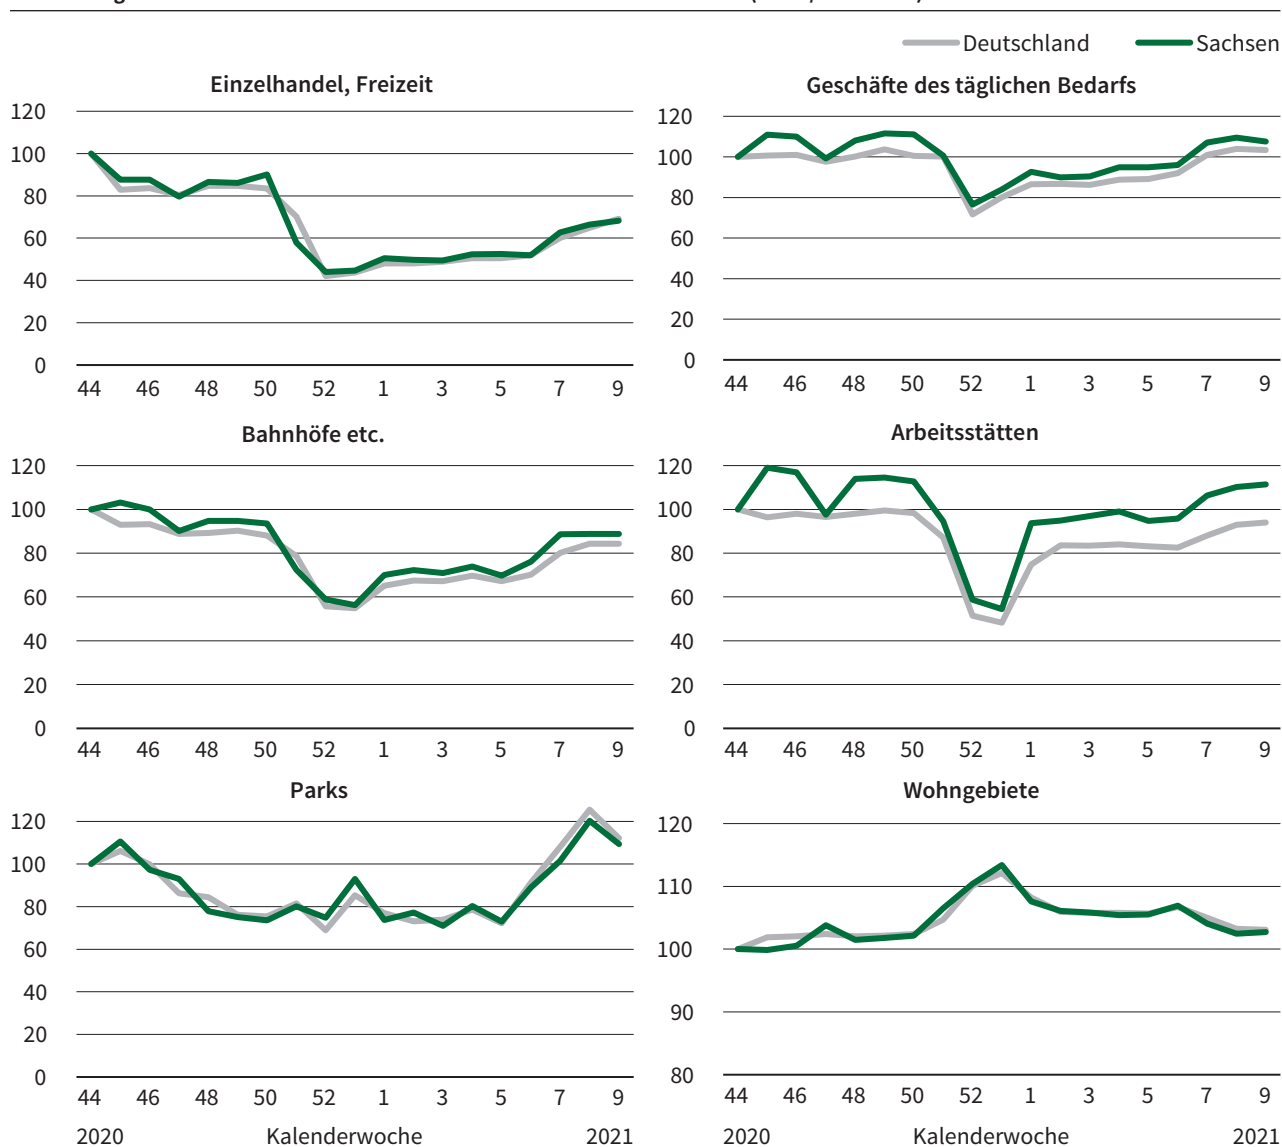 Deutschland Sachsen
Einzelhandel, Freizeit
120
100
80
60
40
20
0
44 46 48 50 52 1 3 5 7 9
Geschäfte des täglichen Bedarfs
120
100
80
60
40
20
0
44 46 48 50 52 1 3 5 7 9
Bahnhöfe etc.
120
100
80
60
40
20
0
44 46 48 50 52 1 3 5 7 9
Arbeitsstätten
120
100
80
60
40
20
0
44 46 48 50 52 1 3 5 7 9
Parks
120
100
80
60
40
20
0
44 46 48 50 52 1 3 5 7 9
2020 Kalenderwoche 2021
Wohngebiete
120
110
100
90
80
44 46 48 50 52 1 3 5 7 9
2020 Kalenderwoche 2021